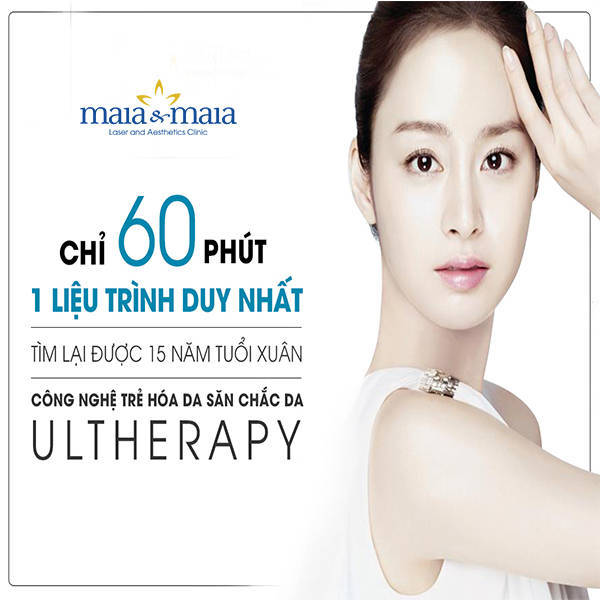 maia & maia
Laser and Aesthetics Clinic
CHỈ 60 PHÚT
1 LIỆU TRÌNH DUY NHẤT
TÌM LẠI ĐƯỢC 15 NĂM TUỔI XUÂN
CÔNG NGHỆ TRẺ HÓA DA SĂN CHẮC DA
ULTHERAPY